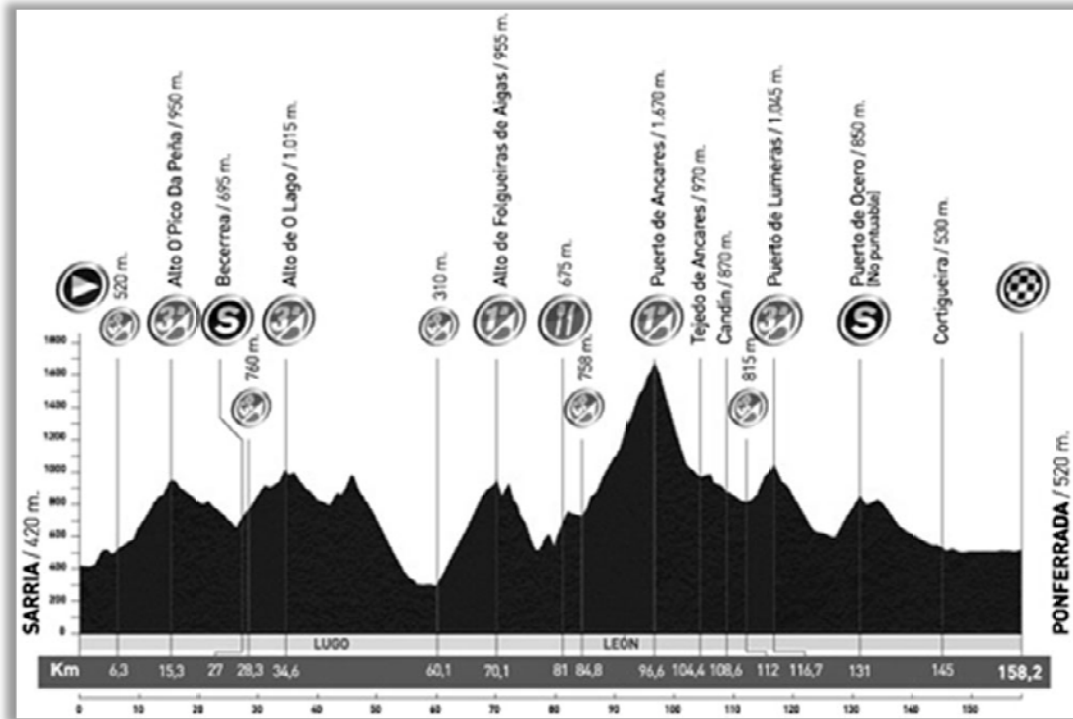 520 m.
Alto O'Pico Da Peña / 950 m.
3ª
Becerrea / 695 m.
S
760 m.
Alto de O Lago / 1.015 m.
3ª
310 m.
Alto de Folgueiras de Aigas / 955 m.
1ª
675 m.
758 m.
Puerto de Ancares / 1.670 m.
1ª
Tejedo de Ancares / 970 m.
Candín / 870 m.
815 m.
Puerto de Lumeras / 1.045 m.
3ª
Puerto de Ocero / 850 m.
[No puntuable]
S
Cortigueira / 530 m.
SARRIA / 420 m.
PONFERRADA / 520 m.
1800
1600
1400
1200
1000
800
600
400
200
0
LUGO LEÓN
Km 6,3 15,3 27 28,3 34,6 60,1 70,1 81 84,8 96,6 104,4 108,6 112 116,7 131 145 158,2
0 10 20 30 40 50 60 70 80 90 100 110 120 130 140 150